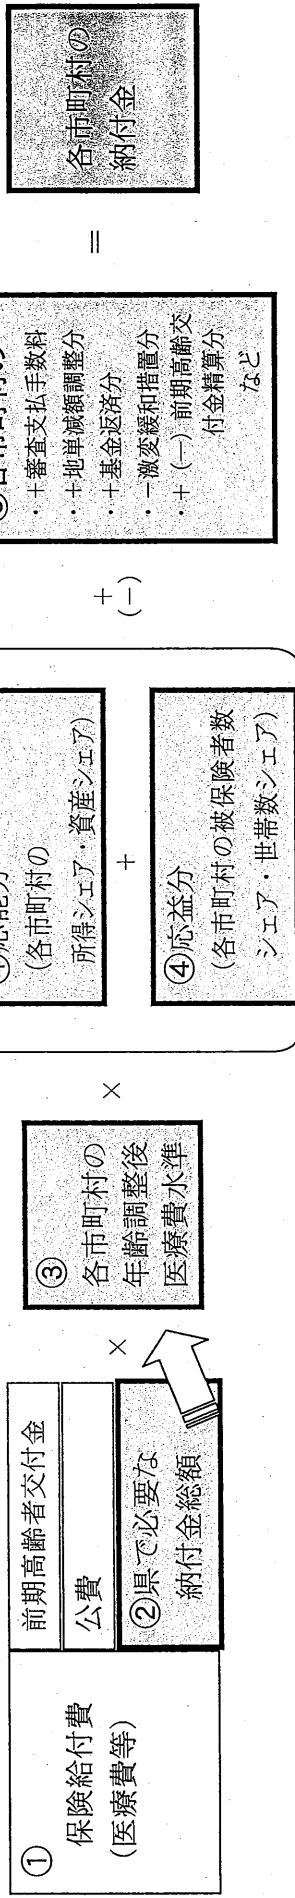 ①
保険給付費
(医療費等)
前期高齢者交付金
公費
②県で必要な
納付金総額
×
③
各市町村の
年齢調整後
医療費水準
×
(各市町村の
所得シェア・資産シェア)
+
④応益分
(各市町村の被保険者数
シェア・世帯数シェア)
+
(−)
・+審査支払手数料
・+地単減額調整分
・+基金返済分
・−激変緩和措置分
・+(−)前期高齢交
付金精算分
など
=
各市町村の
納付金